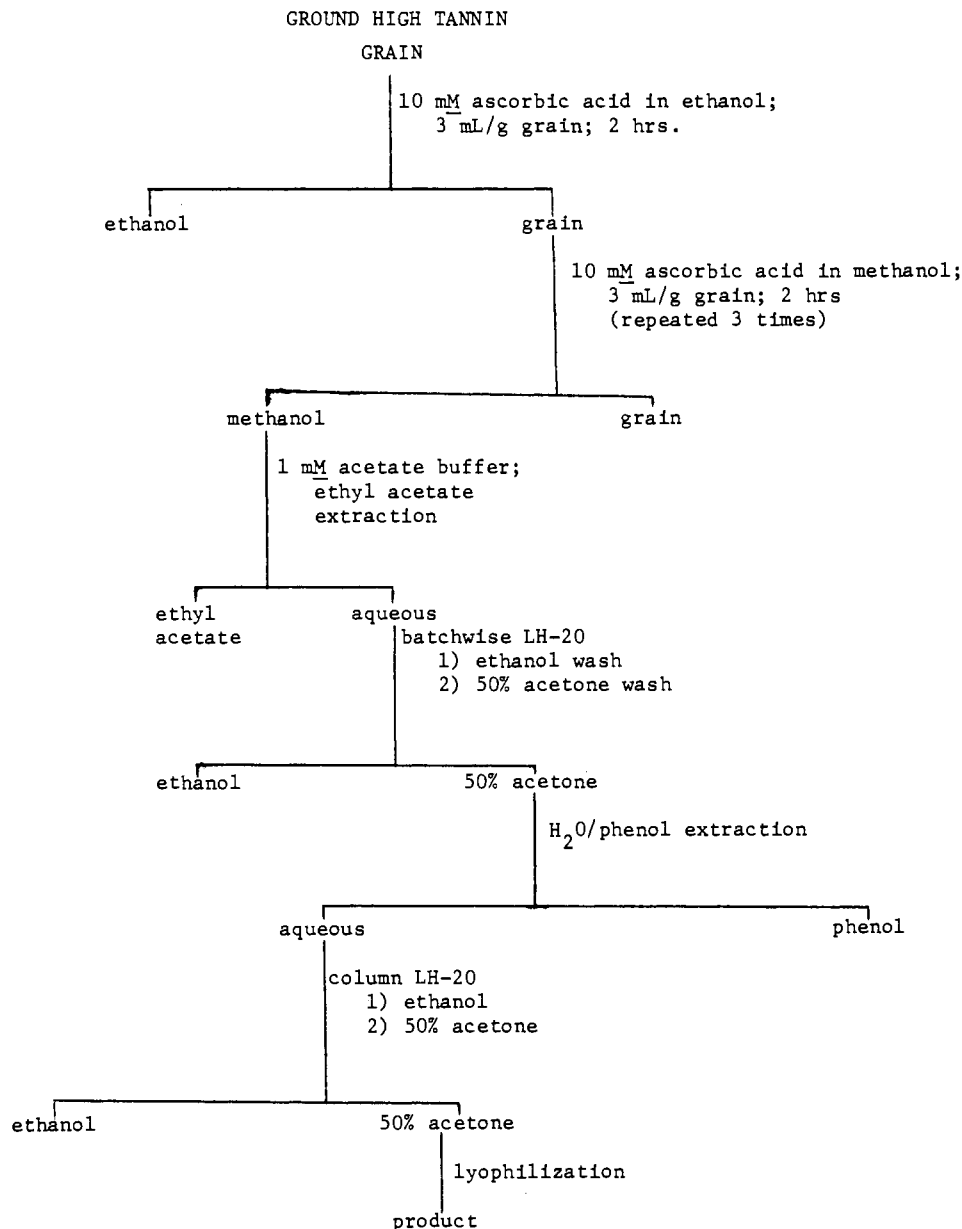 GROUND HIGH TANNIN
GRAIN
10 mM ascorbic acid in ethanol;
3 mL/g grain; 2 hrs.
ethanol
grain
10 mM ascorbic acid in methanol;
3 mL/g grain; 2 hrs
(repeated 3 times)
methanol
grain
1 mM acetate buffer;
ethyl acetate
extraction
ethyl
acetate
aqueous
batchwise LH-20
1) ethanol wash
2) 50% acetone wash
ethanol
50% acetone
H₂O/phenol extraction
aqueous
phenol
column LH-20
1) ethanol
2) 50% acetone
ethanol
50% acetone
lyophilization
product